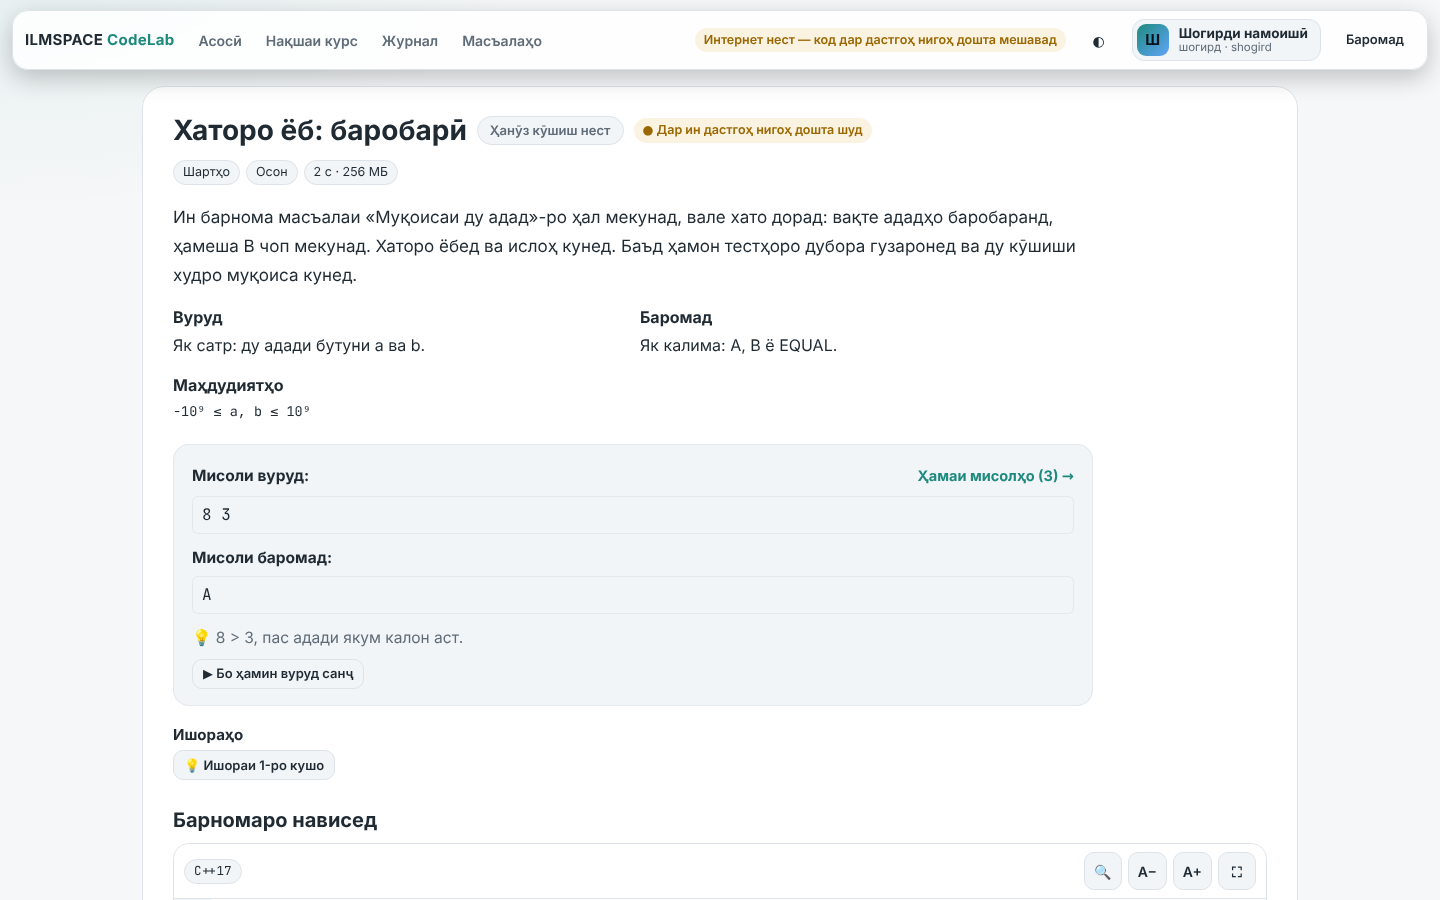 ILMSPACE CodeLab Асосӣ Нақшаи курс Журнал Масъалаҳо Интернет нест — код дар дастгоҳ нигоҳ дошта мешавад Ш Шогирди намоишӣ Баромад
шогирд · shogird
Хаторо ёб: баробарӣ Ҳанӯз кӯшиш нест Дар ин дастгоҳ нигоҳ дошта шуд
Шартҳо Осон 2 с · 256 МБ
Ин барнома масъалаи «Муқоисаи ду адад»-ро ҳал мекунад, вале хато дорад: вақте ададҳо баробаранд,
ҳамеша B чоп мекунад. Хаторо ёбед ва ислоҳ кунед. Баъд ҳамон тестҳоро дубора гузаронед ва ду кӯшиши
худро муқоиса кунед.
Вуруд Баромад
Як сатр: ду адади бутуни a ва b. Як калима: A, B ё EQUAL.
Маҳдудиятҳо
-10⁹ ≤ a, b ≤ 10⁹
Мисоли вуруд: Ҳамаи мисолҳо (3) →
8 3
Мисоли баромад:
A
💡 8 > 3, пас адади якум калон аст.
▶ Бо ҳамин вуруд санҷ
Ишораҳо
💡 Ишораи 1-ро кушо
Барномаро нависед
C++17 🔍 A− A+ ⛶